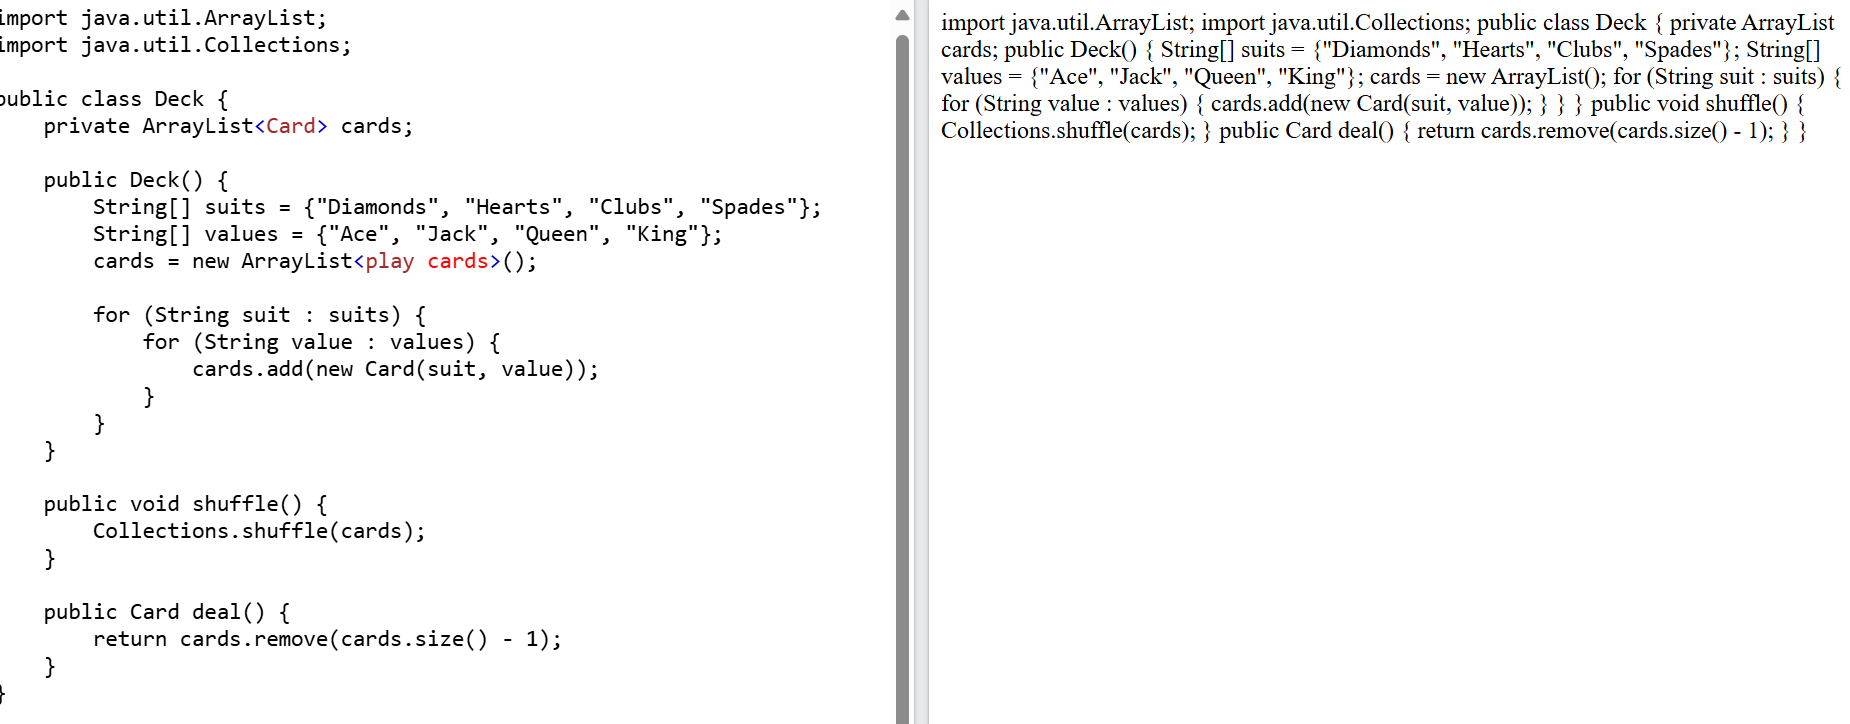 import java.util.ArrayList;
import java.util.Collections;
public class Deck {
private ArrayList<Card> cards;
public Deck() {
String[] suits = {"Diamonds", "Hearts", "Clubs", "Spades"};
String[] values = {"Ace", "Jack", "Queen", "King"};
cards = new ArrayList<play cards>();
for (String suit : suits) {
for (String value : values) {
cards.add(new Card(suit, value));
}
}
}
public void shuffle() {
Collections.shuffle(cards);
}
public Card deal() {
return cards.remove(cards.size() - 1);
}
}
import java.util.ArrayList; import java.util.Collections; public class Deck { private ArrayList
cards; public Deck() { String[] suits = {"Diamonds", "Hearts", "Clubs", "Spades"}; String[]
values = {"Ace", "Jack", "Queen", "King"}; cards = new ArrayList(); for (String suit : suits) {
for (String value : values) { cards.add(new Card(suit, value)); } } } public void shuffle() {
Collections.shuffle(cards); } public Card deal() { return cards.remove(cards.size() - 1); } }